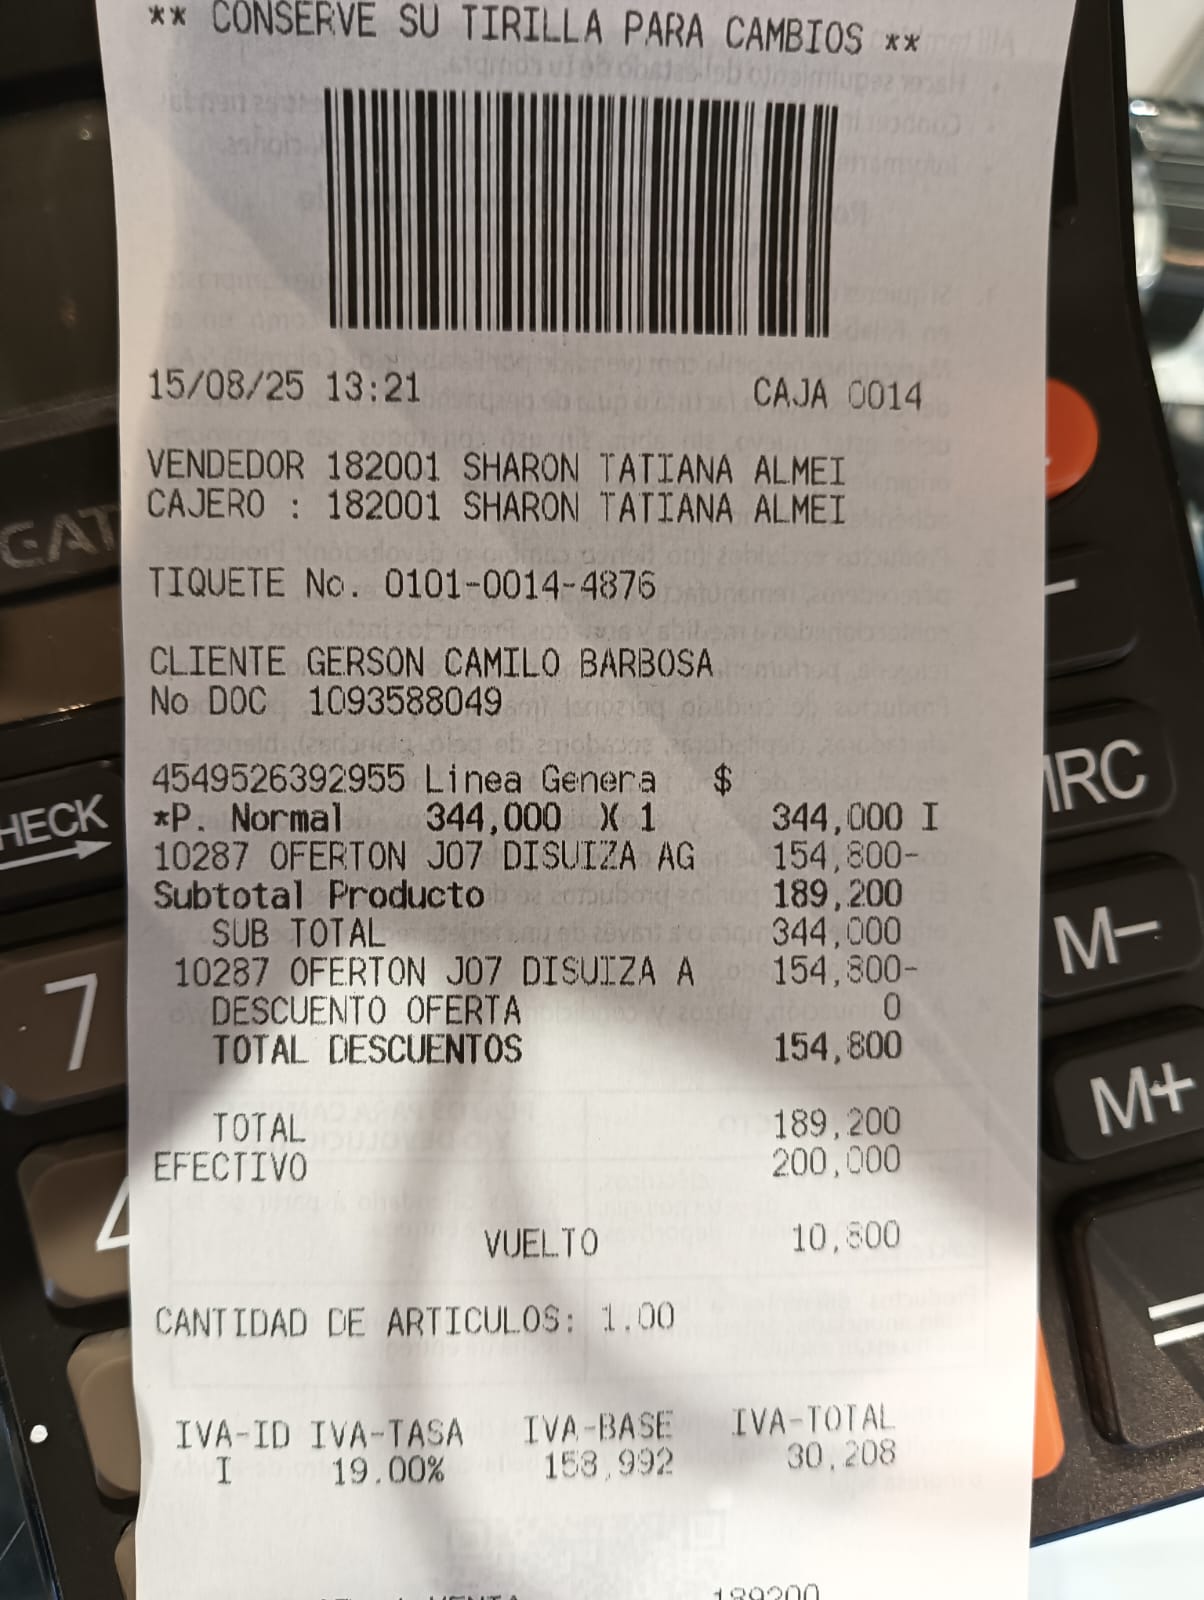 ** CONSERVE SU TIRILLA PARA CAMBIOS **
15/08/25 13:21 CAJA 0014
VENDEDOR 182001 SHARON TATIANA ALMEI
CAJERO : 182001 SHARON TATIANA ALMEI
TIQUETE No. 0101-0014-4876
CLIENTE GERSON CAMILO BARBOSA
No DOC 1093588049
4549526392955 Linea Genera $
*P. Normal 344,000 X 1 344,000 I
10287 OFERTON J07 DISUIZA AG 154,800-
Subtotal Producto 189,200
SUB TOTAL 344,000
10287 OFERTON J07 DISUIZA A 154,800-
DESCUENTO OFERTA 0
TOTAL DESCUENTOS 154,800
TOTAL 189,200
EFECTIVO 200,000
VUELTO 10,800
CANTIDAD DE ARTICULOS: 1.00
IVA-ID IVA-TASA IVA-BASE IVA-TOTAL
I 19.00% 158,992 30,208
189200
HECK
7
4
MRC
M-
M+
=